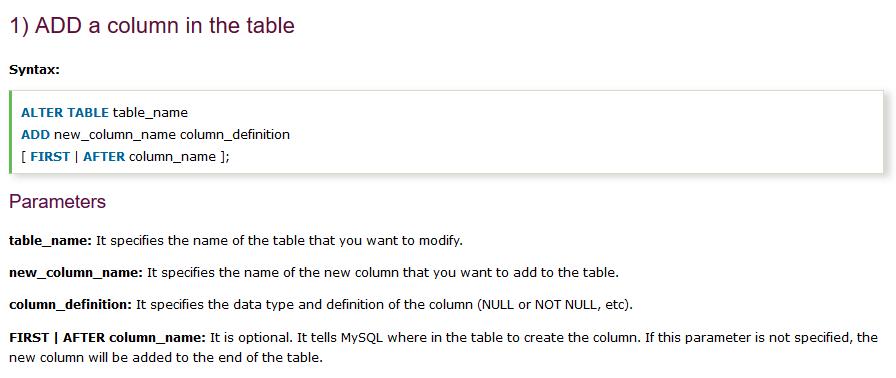 1) ADD a column in the table
Syntax:
ALTER TABLE table_name
ADD new_column_name column_definition
[ FIRST | AFTER column_name ];
Parameters
table_name: It specifies the name of the table that you want to modify.
new_column_name: It specifies the name of the new column that you want to add to the table.
column_definition: It specifies the data type and definition of the column (NULL or NOT NULL, etc).
FIRST | AFTER column_name: It is optional. It tells MySQL where in the table to create the column. If this parameter is not specified, the
new column will be added to the end of the table.